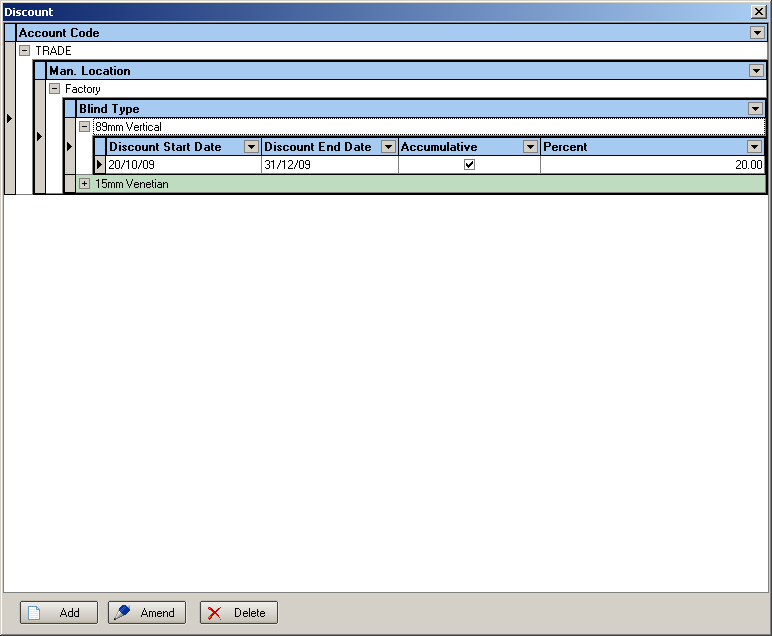 Discount
Account Code
TRADE
Man. Location
Factory
Blind Type
89mm Vertical
Discount Start Date Discount End Date Accumulative Percent
20/10/09 31/12/09 20.00
15mm Venetian
Add Amend Delete